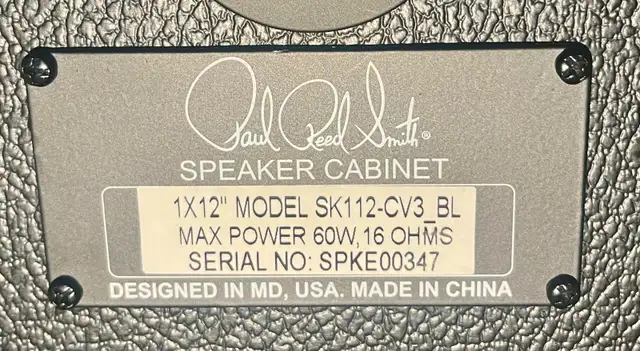 Paul Reed Smith®
SPEAKER CABINET
1X12" MODEL SK112-CV3_BL
MAX POWER 60W, 16 OHMS
SERIAL NO: SPKE00347
DESIGNED IN MD, USA. MADE IN CHINA